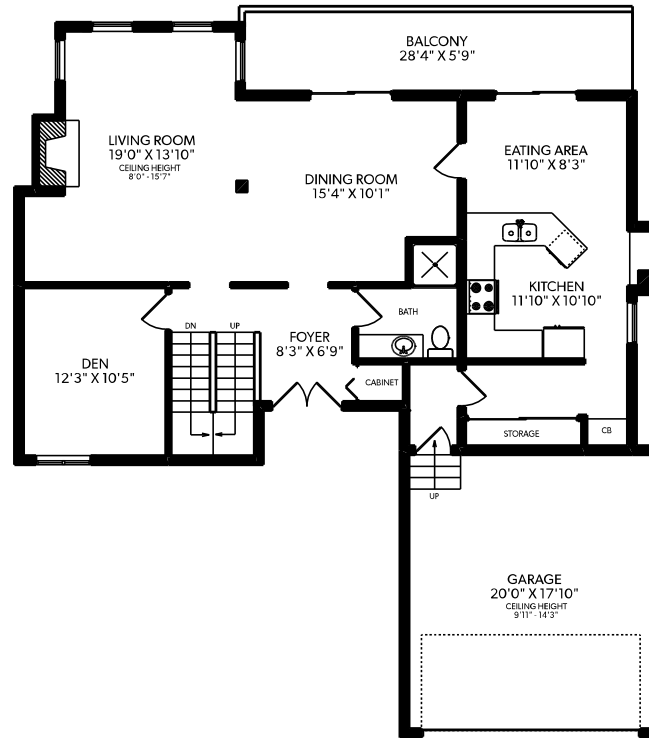 BALCONY
28'4" X 5'9"
LIVING ROOM
19'0" X 13'10"
CEILING HEIGHT
8'0" - 15'7"
EATING AREA
11'10" X 8'3"
DINING ROOM
15'4" X 10'1"
KITCHEN
11'10" X 10'10"
BATH
DN
UP
FOYER
8'3" X 6'9"
DEN
12'3" X 10'5"
CABINET
STORAGE
CB
UP
GARAGE
20'0" X 17'10"
CEILING HEIGHT
9'11" - 14'3"